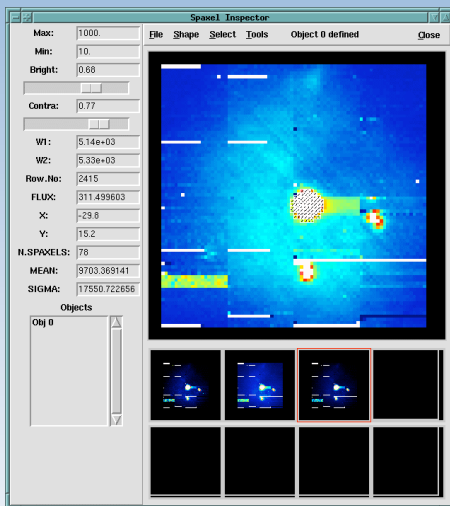 Spaxel Inspector
Max: 1000.
Min: 10.
Bright: 0.68
Contra: 0.77
W1: 5.14e+03
W2: 5.33e+03
Row.No: 2415
FLUX: 311.499603
X: -29.8
Y: 15.2
N.SPAXELS: 78
MEAN: 9703.369141
SIGMA: 17550.722656
Objects
Obj 0
File Shape Select Tools Object 0 defined Close